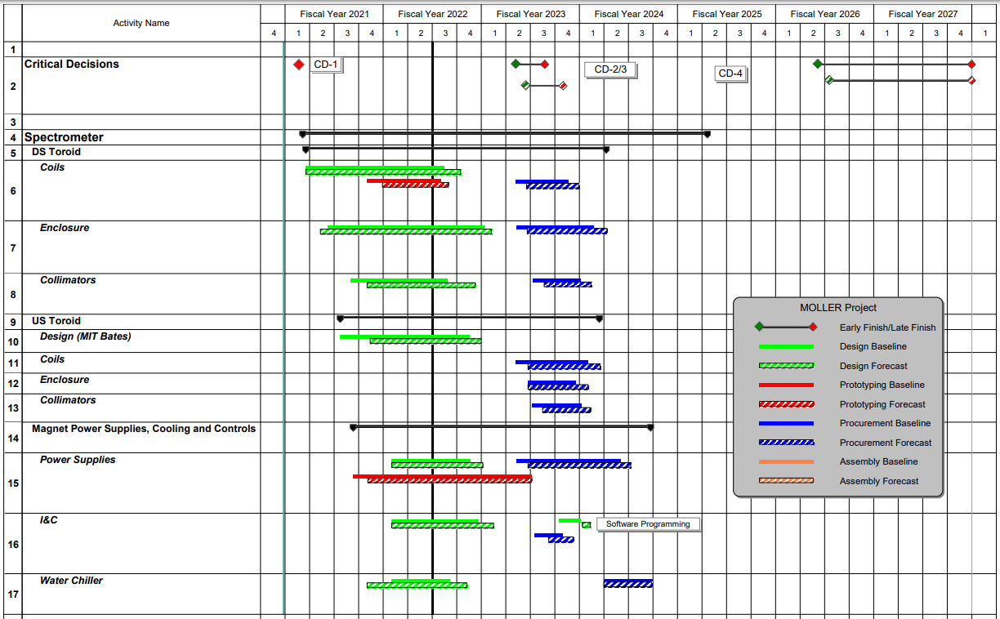 Activity Name
Fiscal Year 2021 Fiscal Year 2022 Fiscal Year 2023 Fiscal Year 2024 Fiscal Year 2025 Fiscal Year 2026 Fiscal Year 2027
4 1 2 3 4 1 2 3 4 1 2 3 4 1 2 3 4 1 2 3 4 1 2 3 4 1 2 3 4 1
1
Critical Decisions
CD-1
CD-2/3
CD-4
2
3
4 Spectrometer
5 DS Toroid
Coils
6
Enclosure
7
Collimators
8
9 US Toroid
Design (MIT Bates)
10
Coils
11
Enclosure
12
Collimators
13
Magnet Power Supplies, Cooling and Controls
14
Power Supplies
15
I&C
Software Programming
16
Water Chiller
17
MOLLER Project
Early Finish/Late Finish
Design Baseline
Design Forecast
Prototyping Baseline
Prototyping Forecast
Procurement Baseline
Procurement Forecast
Assembly Baseline
Assembly Forecast